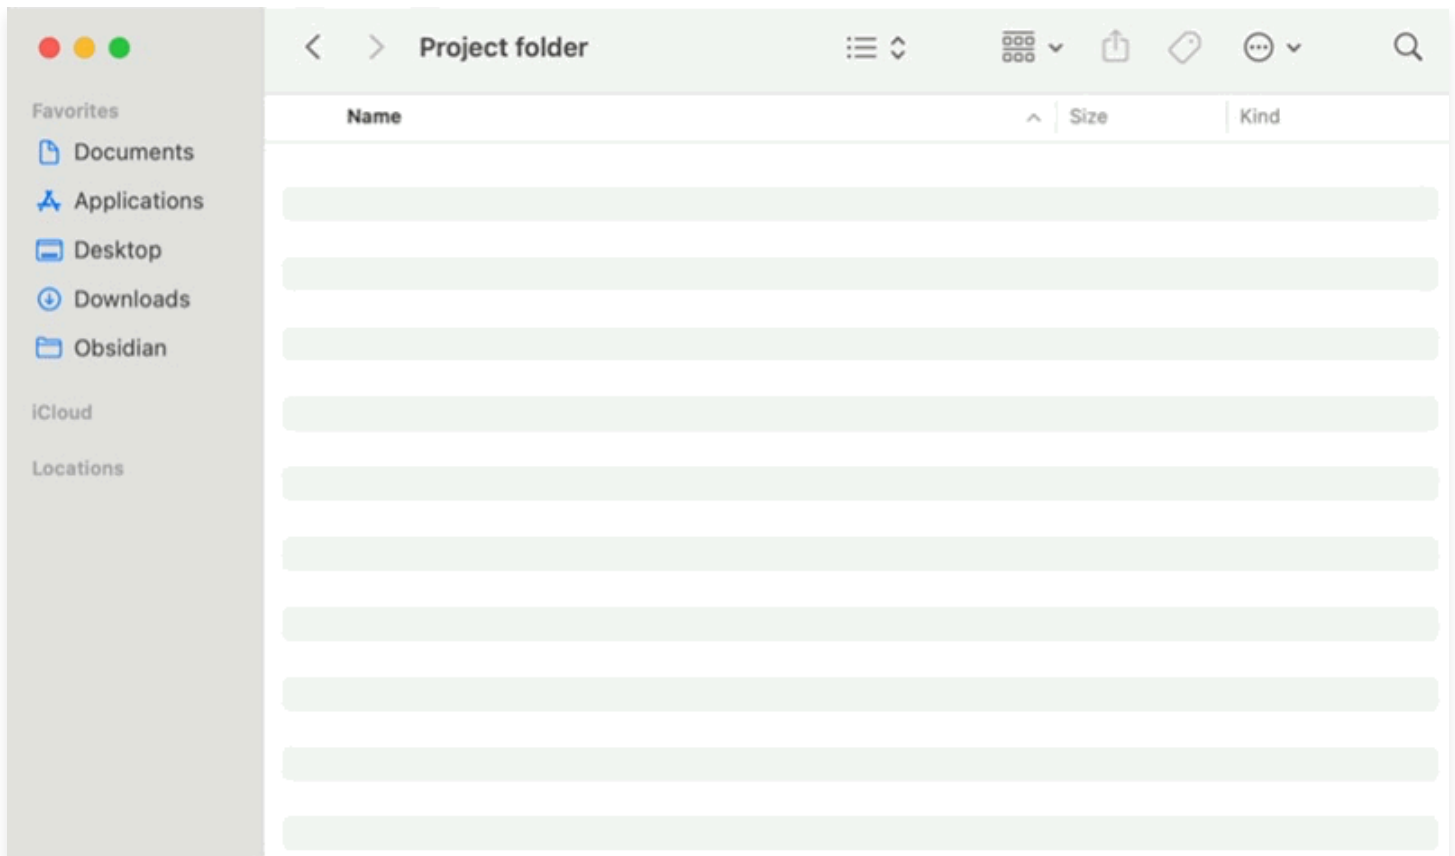 Project folder
Name
Size
Kind
Favorites
Documents
Applications
Desktop
Downloads
Obsidian
iCloud
Locations